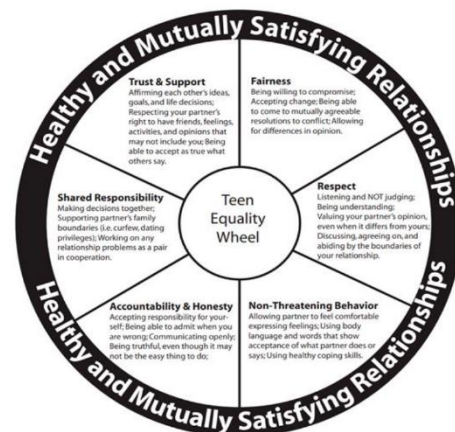 Healthy and Mutually Satisfying Relationships
Trust & Support
Affirming each other's ideas,
goals, and life decisions;
Respecting your partner's
right to have friends, feelings,
activities, and opinions that
may not include you; Being
able to accept as true what
others say.
Fairness
Being willing to compromise;
Accepting change; Being able
to come to mutually agreeable
resolutions to conflict; Allowing
for differences in opinion.
Shared Responsibility
Making decisions together;
Supporting partner's family
boundaries (i.e. curfew, dating
privileges); Working on any
relationship problems as a pair
in cooperation.
Teen
Equality
Wheel
Respect
Listening and NOT judging;
Being understanding;
Valuing your partner's opinion,
even when it differs from yours;
Discussing, agreeing on, and
abiding by the boundaries of
your relationship.
Accountability & Honesty
Accepting responsibility for your-
self; Being able to admit when you
are wrong; Communicating openly;
Being truthful, even though it may
not be the easy thing to do;
Non-Threatening Behavior
Allowing partner to feel comfortable
expressing feelings; Using body
language and words that show
acceptance of what partner does or
says; Using healthy coping skills.
Healthy and Mutually Satisfying Relationships